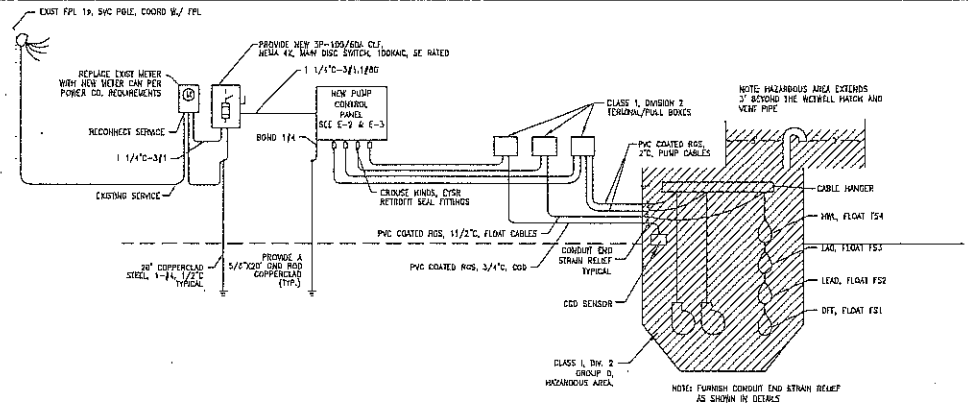 EXIST FPL 1φ, SVC POLE, COORD W/ FPL
PROVIDE NEW 3P-100/60A CLF,
NEMA 4X, MAIN DISC SWITCH, 100KAIC, SE RATED
1 1/4"C-3#1,1#8G
REPLACE EXIST METER
WITH NEW METER CAN PER
POWER CO. REQUIREMENTS
M
NEW PUMP
CONTROL
PANEL
SEE E-2 & E-3
RECONNECT SERVICE
BOND 1#4
1 1/4"C-3#1
EXISTING SERVICE
CLASS 1, DIVISION 2
TERMINAL/PULL BOXES
NOTE: HAZARDOUS AREA EXTENDS
3' BEYOND THE WETWELL HATCH AND
VENT PIPE
PVC COATED RGS,
2"C, PUMP CABLES
CROUSE HINDS, EYSR
RETROFIT SEAL FITTINGS
CABLE HANGER
HWL, FLOAT FS4
PVC COATED RGS, 1 1/2"C, FLOAT CABLES
CONDUIT END
STRAIN RELIEF
TYPICAL
LAG, FLOAT FS3
20' COPPERCLAD
STEEL, 1-#4, 1/2"C
TYPICAL
PROVIDE A
5/8"X20' GND ROD
COPPERCLAD
(TYP.)
PVC COATED RGS, 3/4"C, CGD
CGD SENSOR
LEAD, FLOAT FS2
OFF, FLOAT FS1
CLASS I, DIV. 2
GROUP D,
HAZARDOUS AREA,
NOTE: FURNISH CONDUIT END STRAIN RELIEF
AS SHOWN IN DETAILS